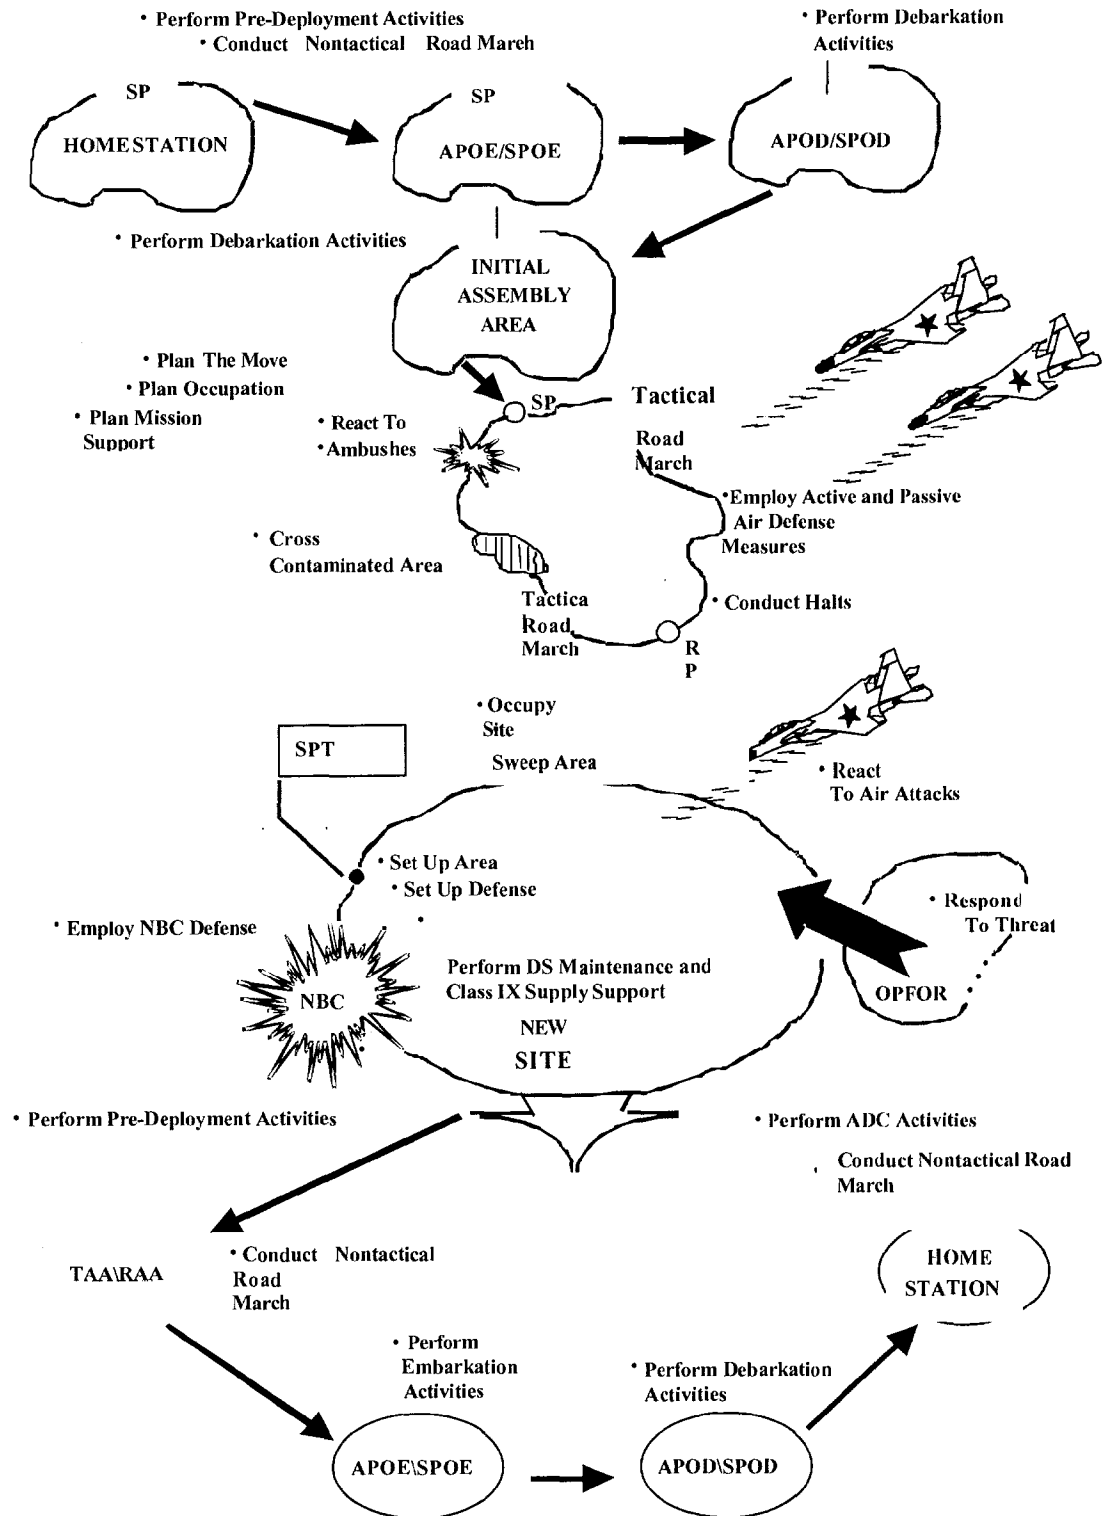 • Perform Pre-Deployment Activities
• Conduct Nontactical Road March
• Perform Debarkation
Activities
SP
HOMESTATION
SP
APOE/SPOE
APOD/SPOD
• Perform Debarkation Activities
INITIAL
ASSEMBLY
AREA
• Plan The Move
• Plan Occupation
• Plan Mission
Support
• React To
• Ambushes
SP
Tactical
Road
March
• Employ Active and Passive
Air Defense
Measures
• Cross
Contaminated Area
Tactica
Road
March
• Conduct Halts
R
P
• Occupy
Site
Sweep Area
SPT
• React
To Air Attacks
• Set Up Area
• Set Up Defense
•
• Respond
To Threat
• Employ NBC Defense
NBC
Perform DS Maintenance and
Class IX Supply Support
OPFOR
NEW
SITE
• Perform Pre-Deployment Activities
• Perform ADC Activities
Conduct Nontactical Road
March
TAA\RAA
• Conduct Nontactical
Road
March
HOME
STATION
• Perform
Embarkation
Activities
• Perform Debarkation
Activities
APOE\SPOE
APOD\SPOD